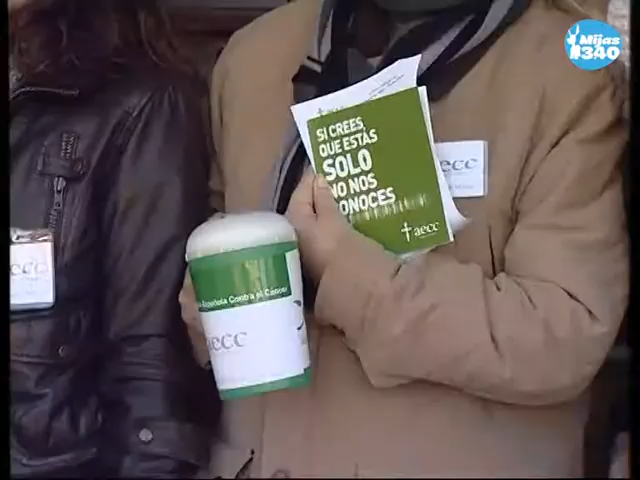 Mijas
#340
SI CREES
QUE ESTÁS
SOLO
NO NOS
CONOCES
aecc
aecc
aecc
Española Contra el Cáncer
aecc